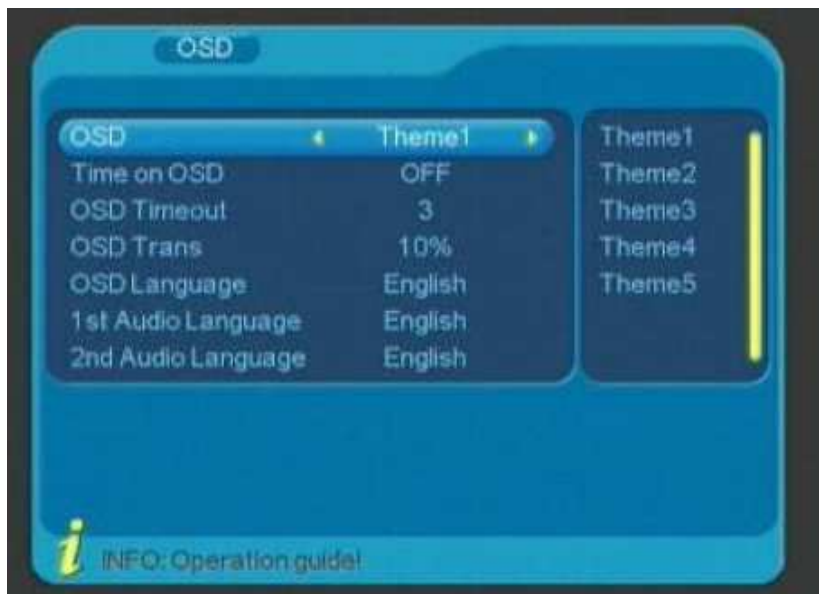 OSD
OSD Theme1
Time on OSD OFF
OSD Timeout 3
OSD Trans 10%
OSD Language English
1st Audio Language English
2nd Audio Language English
Theme1
Theme2
Theme3
Theme4
Theme5
INFO: Operation guide!